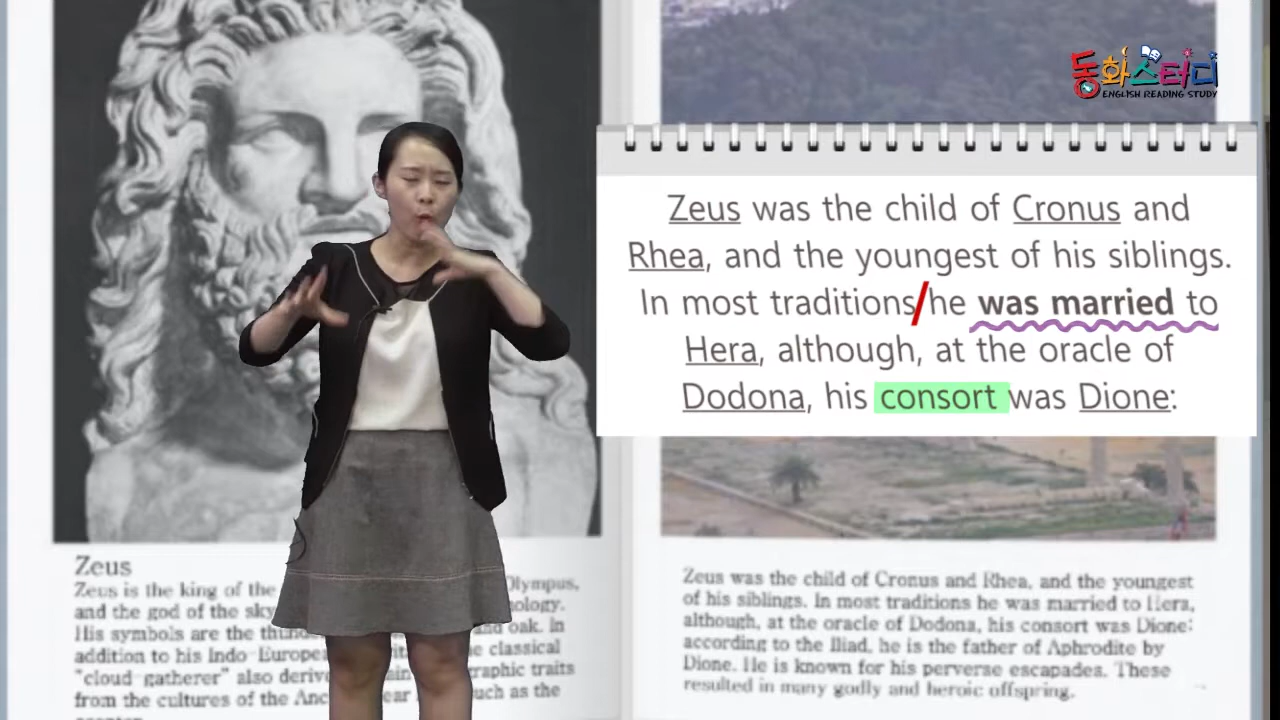 동화스터디
ENGLISH READING STUDY
Zeus was the child of Cronus and
Rhea, and the youngest of his siblings.
In most traditions/he was married to
Hera, although, at the oracle of
Dodona, his consort was Dione:
Zeus
Zeus is the king of the Olympus,
and the god of the sky ology.
His symbols are the thund and oak. In
addition to his Indo-Europe e classical
"cloud-gatherer" also deriv raphic traits
from the cultures of the Anc ear uch as the
Zeus was the child of Cronus and Rhea, and the youngest
of his siblings. In most traditions he was married to Hera,
although, at the oracle of Dodona, his consort was Dione:
according to the Iliad, he is the father of Aphrodite by
Dione. He is known for his perverse escapades. These
resulted in many godly and heroic offspring.